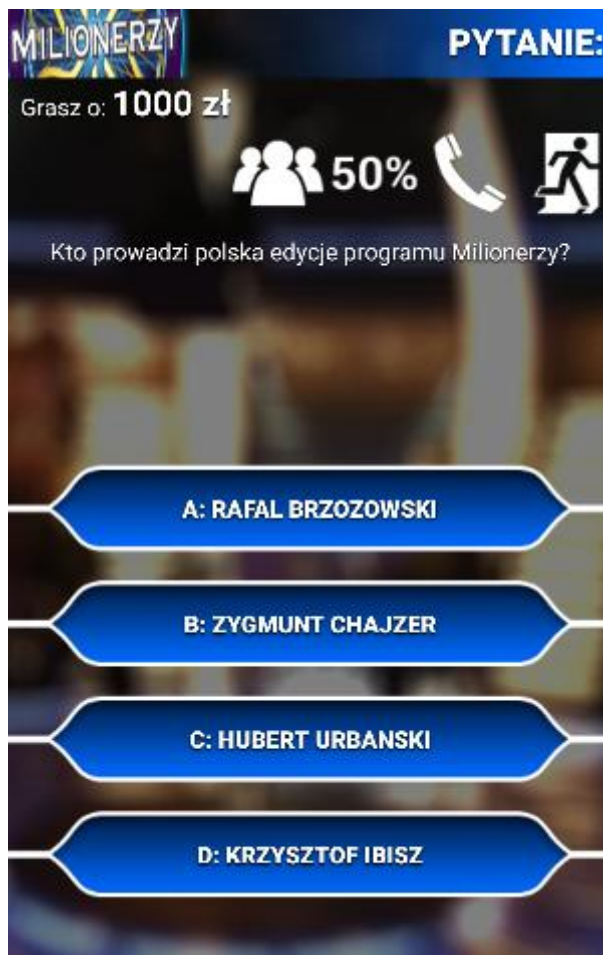 MILIONERZY
PYTANIE:
Grasz o: 1000 zł
50%
Kto prowadzi polska edycje programu Milionerzy?
A: RAFAL BRZOZOWSKI
B: ZYGMUNT CHAJZER
C: HUBERT URBANSKI
D: KRZYSZTOF IBISZ